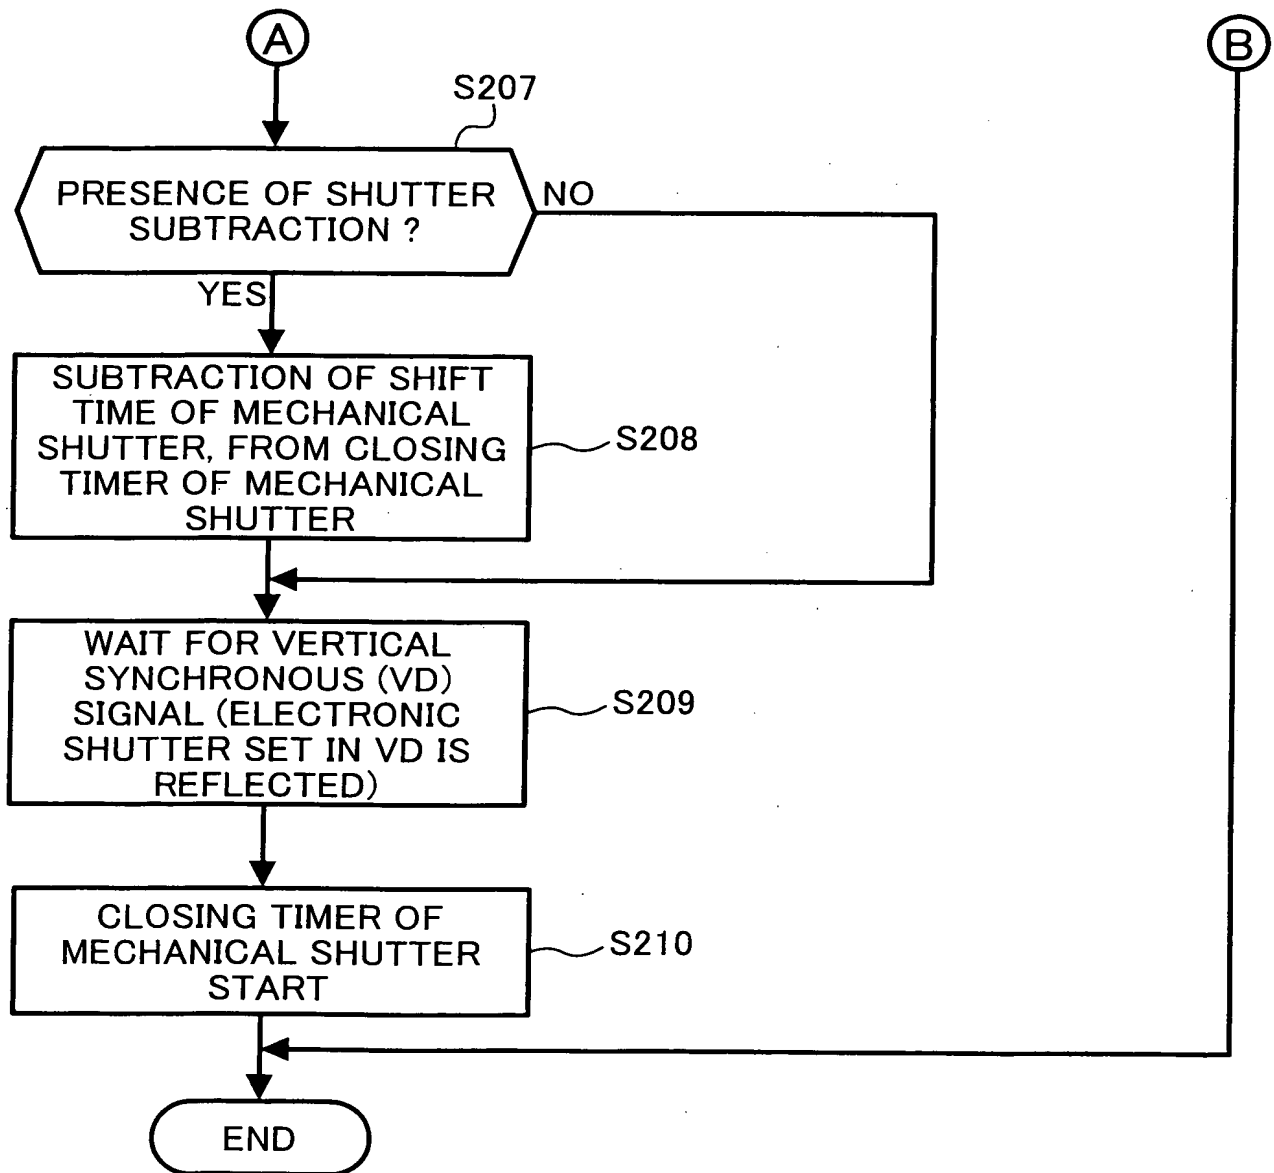 A
B
S207
PRESENCE OF SHUTTER
SUBTRACTION ?
NO
YES
SUBTRACTION OF SHIFT
TIME OF MECHANICAL
SHUTTER, FROM CLOSING
TIMER OF MECHANICAL
SHUTTER
S208
WAIT FOR VERTICAL
SYNCHRONOUS (VD)
SIGNAL (ELECTRONIC
SHUTTER SET IN VD IS
REFLECTED)
S209
CLOSING TIMER OF
MECHANICAL SHUTTER
START
S210
END